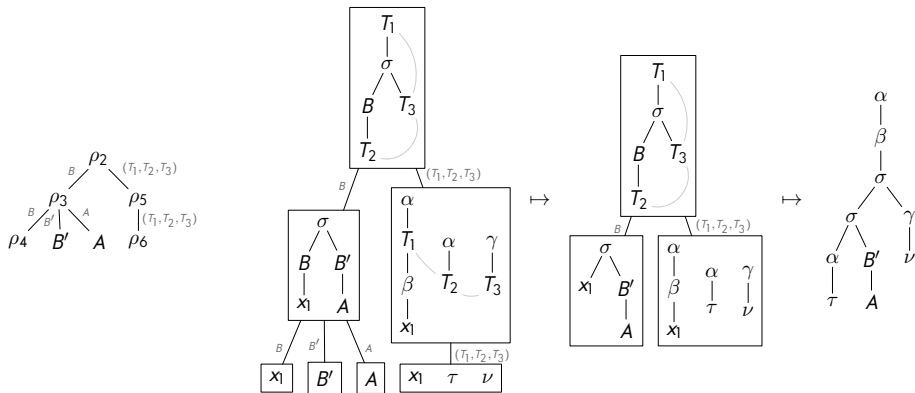 T₁
σ
B T₃
T₂
B (T₁, T₂, T₃)
σ
B B′
x₁ A
α
T₁ α γ
β T₂ T₃
x₁
B B′ A (T₁, T₂, T₃)
x₁ B′ A x₁ τ ν
ρ₂
B (T₁, T₂, T₃)
ρ₃ ρ₅
B B′ A (T₁, T₂, T₃)
ρ₄ B′ A ρ₆
↦
T₁
σ
B T₃
T₂
B (T₁, T₂, T₃)
σ
x₁ B′
A
α
β α γ
x₁ τ ν
↦
α
β
σ
σ γ
α B′ ν
τ A